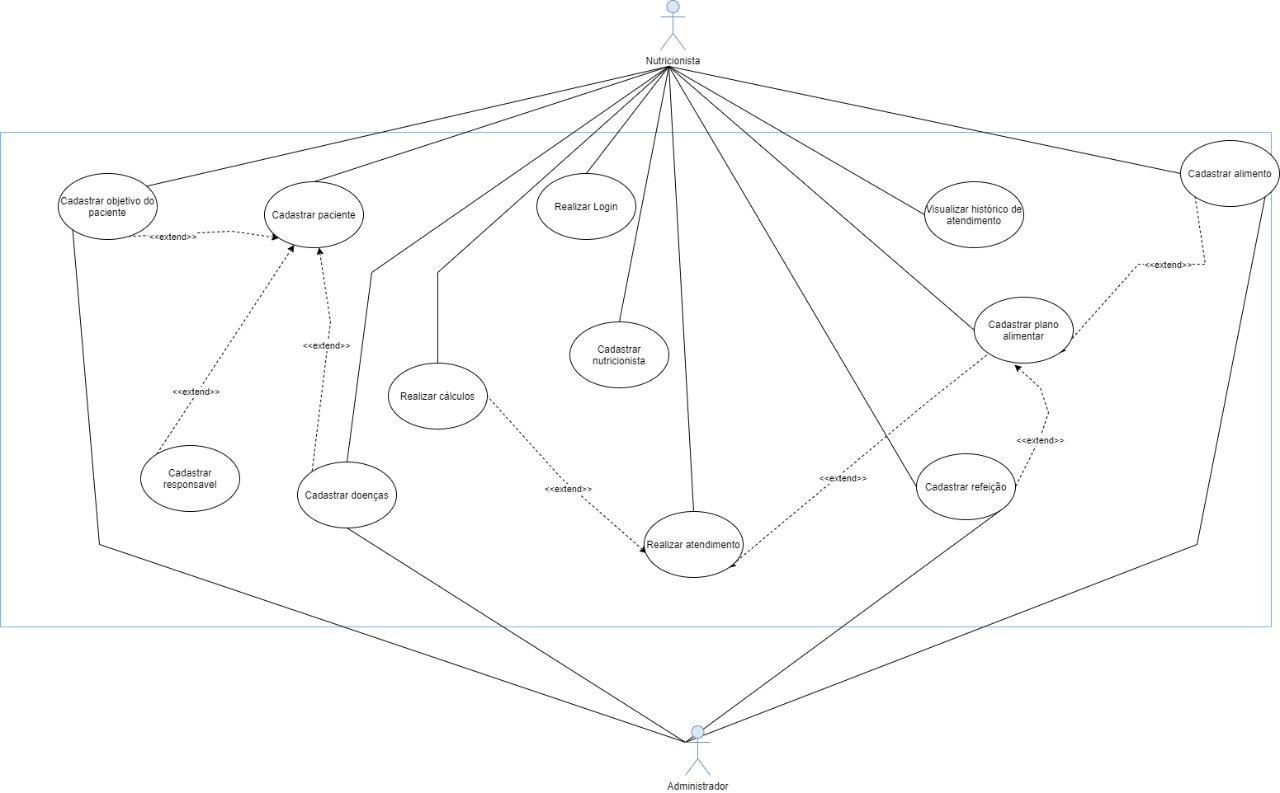 Nutricionista
Cadastrar objetivo do
paciente
<<extend>>
Cadastrar paciente
Realizar Login
Visualizar histórico de
atendimento
Cadastrar alimento
<<extend>>
<<extend>>
Cadastrar
nutricionista
Cadastrar plano
alimentar
<<extend>>
Realizar cálculos
<<extend>>
Cadastrar
responsavel
Cadastrar doenças
<<extend>>
<<extend>>
Cadastrar refeição
<<extend>>
Realizar atendimento
Administrador